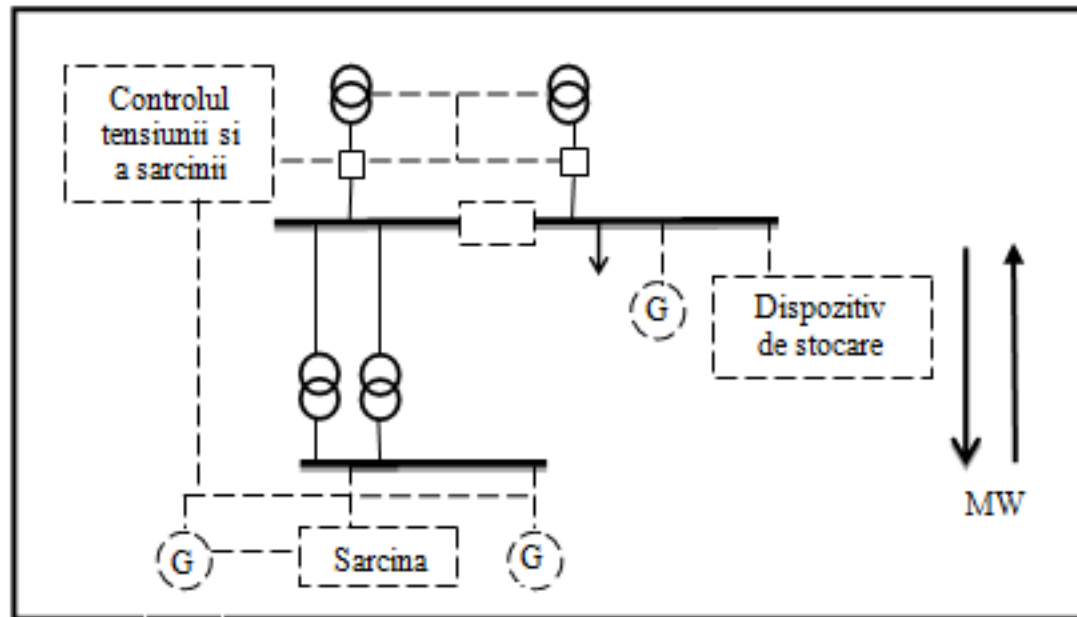 Controlul
tensiunii si
a sarcinii
G
Dispozitiv
de stocare
MW
G
Sarcina
G